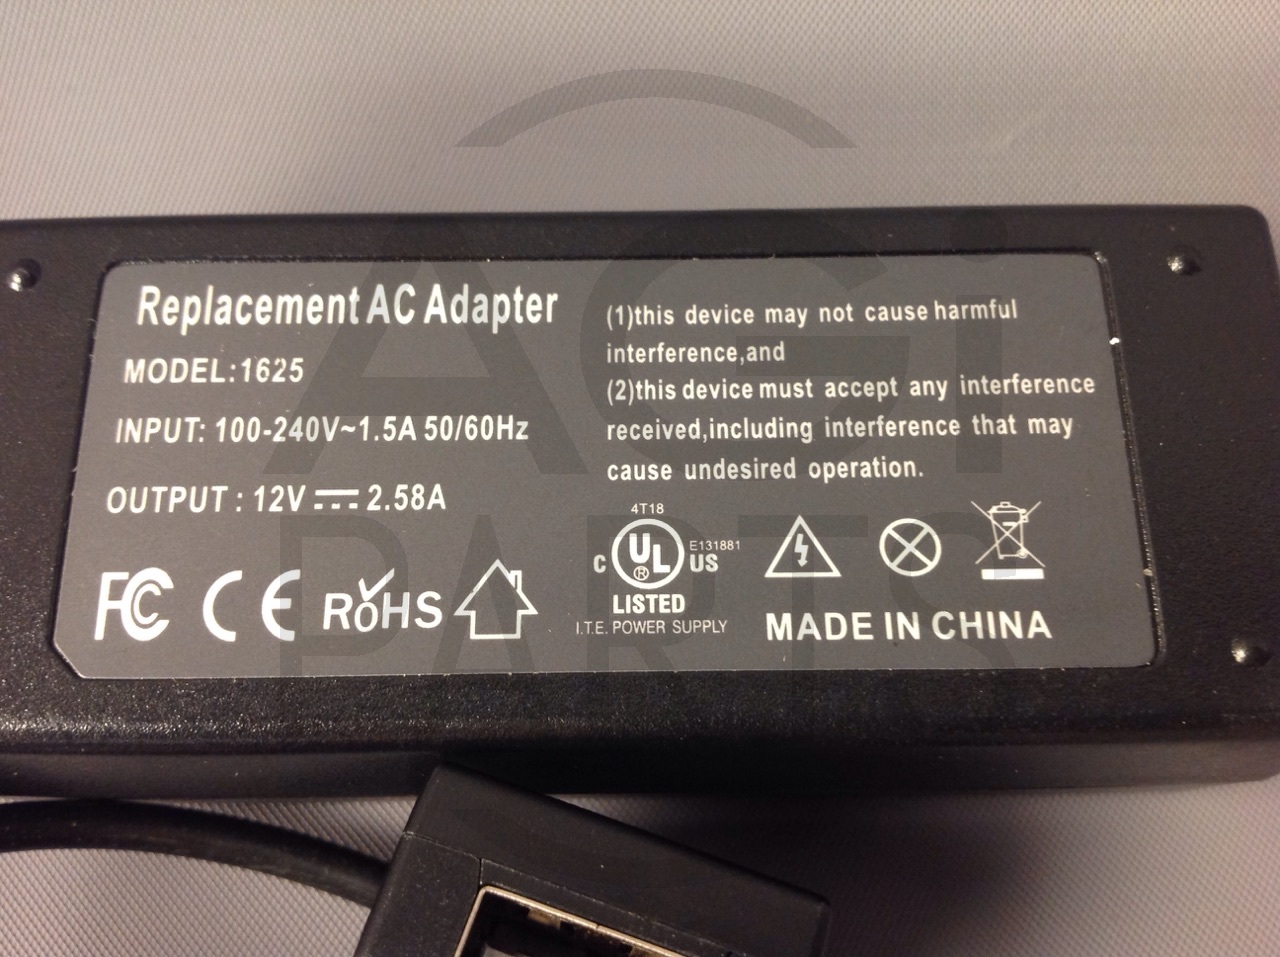 Replacement AC Adapter
MODEL:1625
INPUT: 100-240V~1.5A 50/60Hz
OUTPUT : 12V 2.58A
FC CE RoHS
(1)this device may not cause harmful
interference,and
(2)this device must accept any interference
received,including interference that may
cause undesired operation.
4T18
C UL US E131881
®
LISTED
I.T.E. POWER SUPPLY
MADE IN CHINA
AGi
PARTS